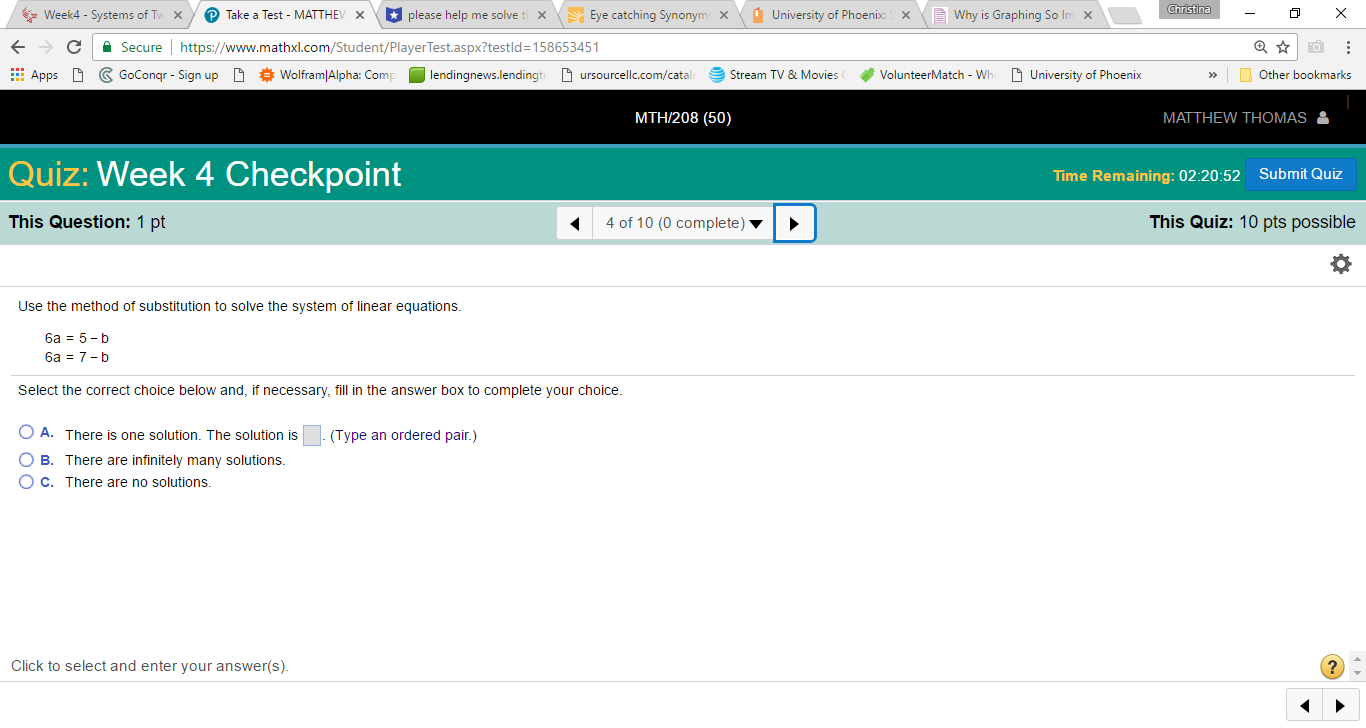 Week4 - Systems of Tw
Take a Test - MATTHEW
please help me solve t
Eye catching Synonym
University of Phoenix:
Why is Graphing So Im
Christina
Secure
https://www.mathxl.com/Student/PlayerTest.aspx?testId=158653451
Apps
GoConqr - Sign up
Wolfram|Alpha: Comp
lendingnews.lendingt
ursourcellc.com/catal
Stream TV & Movies
VolunteerMatch - Wh
University of Phoenix
»
Other bookmarks
MTH/208 (50)
MATTHEW THOMAS
Quiz: Week 4 Checkpoint
Time Remaining: 02:20:52
Submit Quiz
This Question: 1 pt
4 of 10 (0 complete)
This Quiz: 10 pts possible
Use the method of substitution to solve the system of linear equations.
6a = 5 – b
6a = 7 – b
Select the correct choice below and, if necessary, fill in the answer box to complete your choice.
A. There is one solution. The solution is . (Type an ordered pair.)
B. There are infinitely many solutions.
C. There are no solutions.
Click to select and enter your answer(s).
?